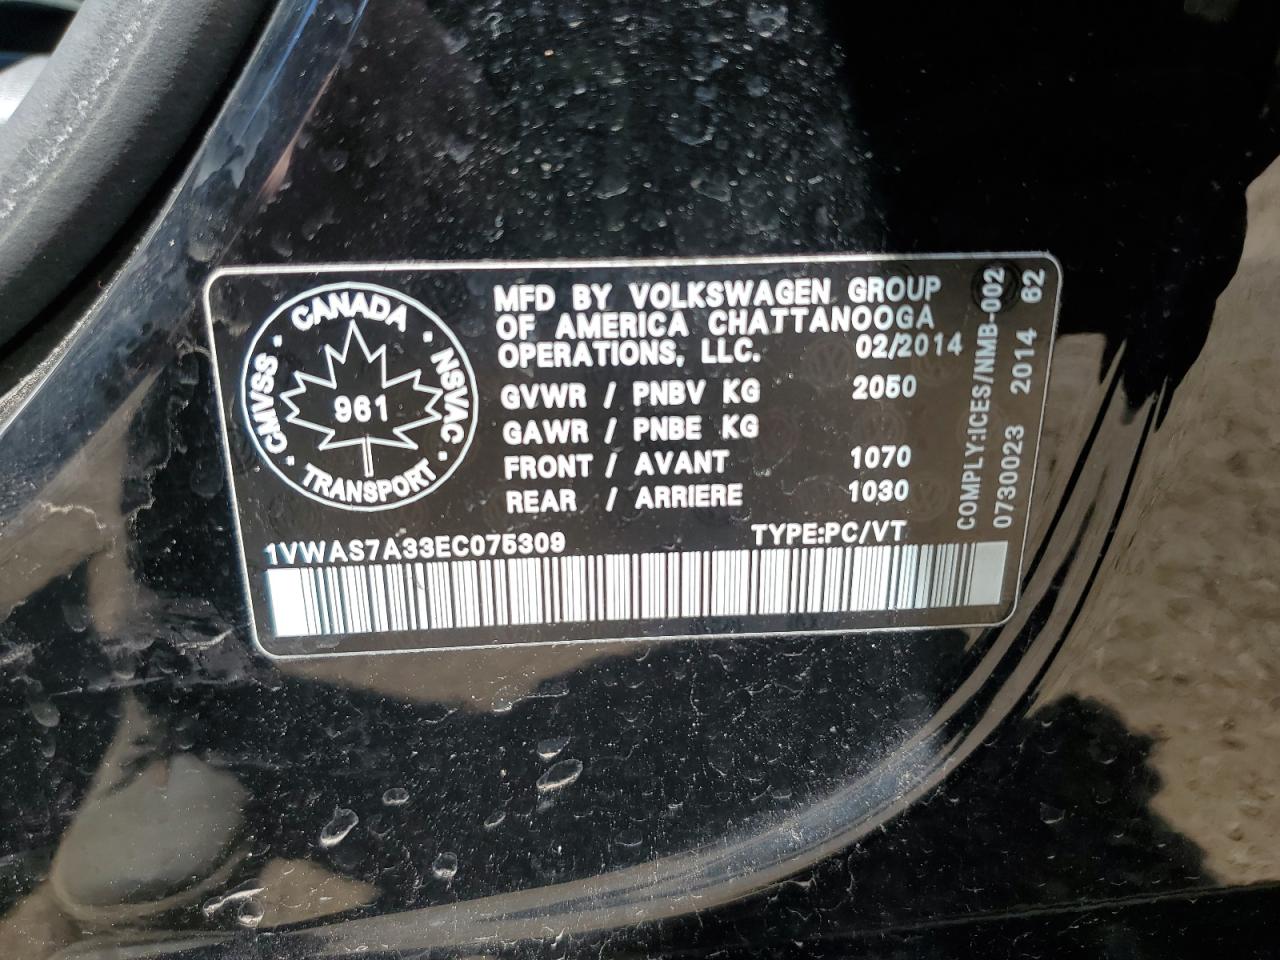 CANADA
CMVSS
NSVAC
961
TRANSPORT
MFD BY VOLKSWAGEN GROUP
OF AMERICA CHATTANOOGA
OPERATIONS, LLC. 02/2014
GVWR / PNBV KG 2050
GAWR / PNBE KG
FRONT / AVANT 1070
REAR / ARRIERE 1030
1VWAS7A33EC075309 TYPE:PC/VT
COMPLY:ICES/NMB-002
0730023 2014 62